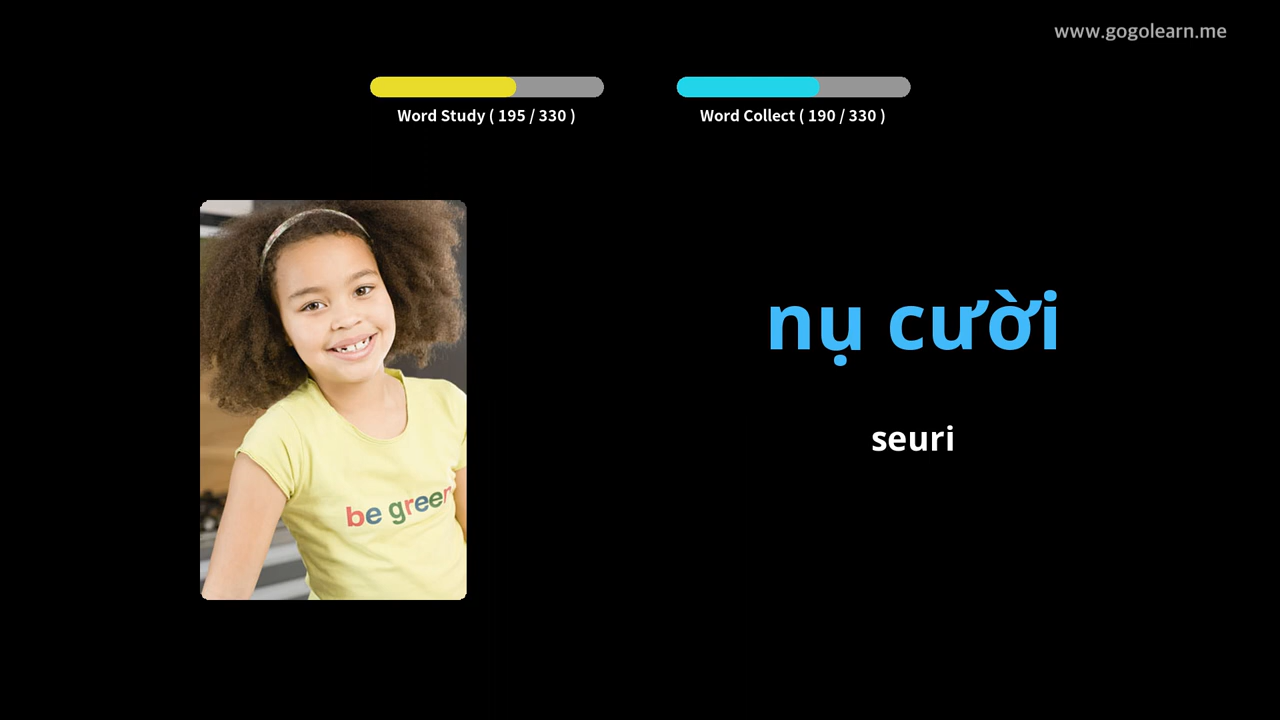 www.gogolearn.me
Word Study ( 195 / 330 )
Word Collect ( 190 / 330 )
nụ cười
seuri
be green